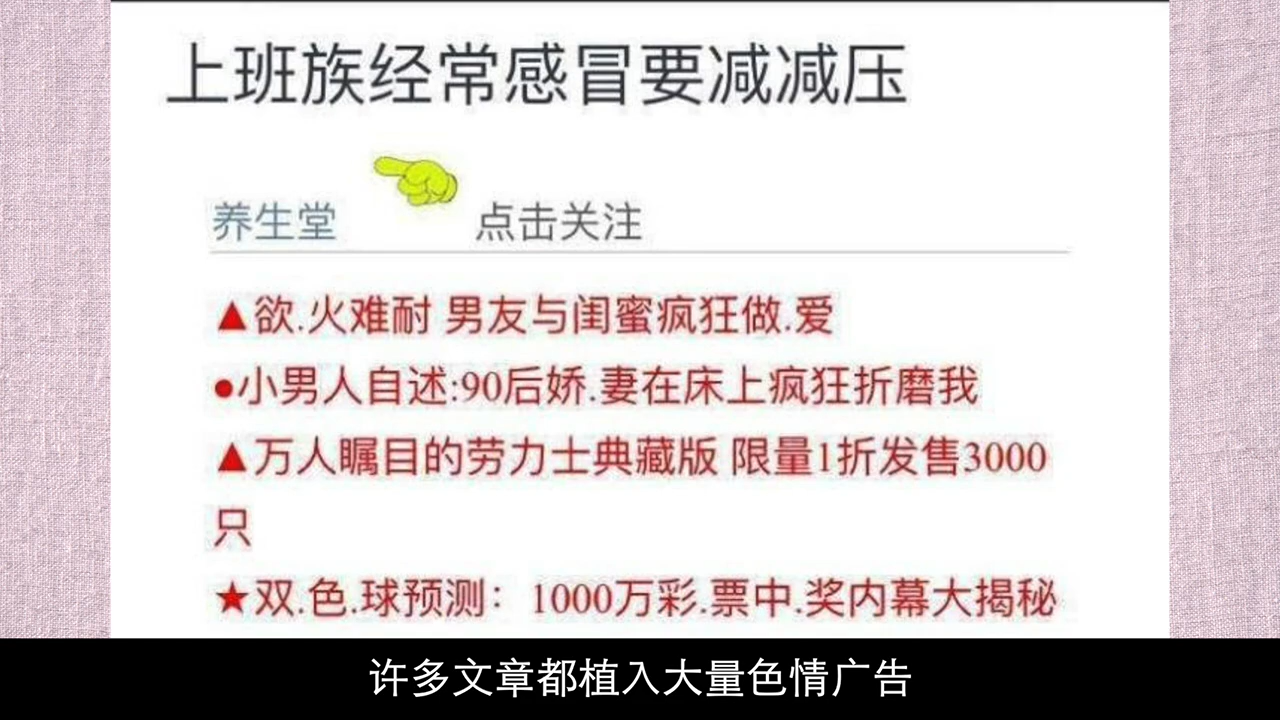 上班族经常感冒要减减压
养生堂 点击关注
▲欲.火难耐 男友与闺蜜疯狂做.爱
●小男人自述:90后娇.妻在床上疯狂折磨我
▲万人瞩目的劳力士典藏版 限量1折发售3000
只
★双.色.球预测：1000万彩.票中.奖内幕大揭秘
许多文章都植入大量色情广告